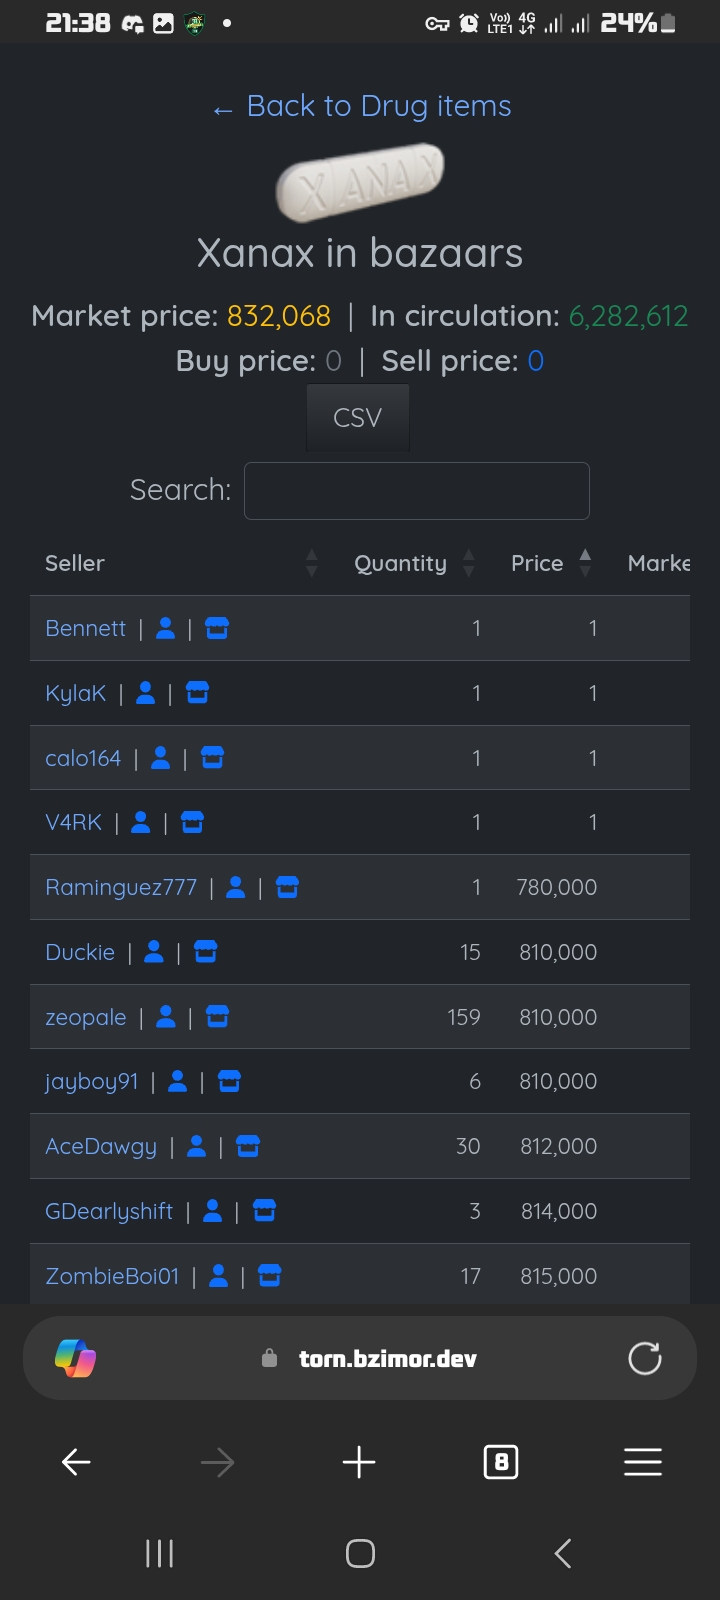 21:38 Vo) LTE1 4G 24%
← Back to Drug items
XANAX
Xanax in bazaars
Market price: 832,068 | In circulation: 6,282,612
Buy price: 0 | Sell price: 0
CSV
Search:
Seller Quantity Price Marke
Bennett | | 1 1
KylaK | | 1 1
calo164 | | 1 1
V4RK | | 1 1
Raminguez777 | | 1 780,000
Duckie | | 15 810,000
zeopale | | 159 810,000
jayboy91 | | 6 810,000
AceDawgy | | 30 812,000
GDearlyshift | | 3 814,000
ZombieBoi01 | | 17 815,000
torn.bzimor.dev
8